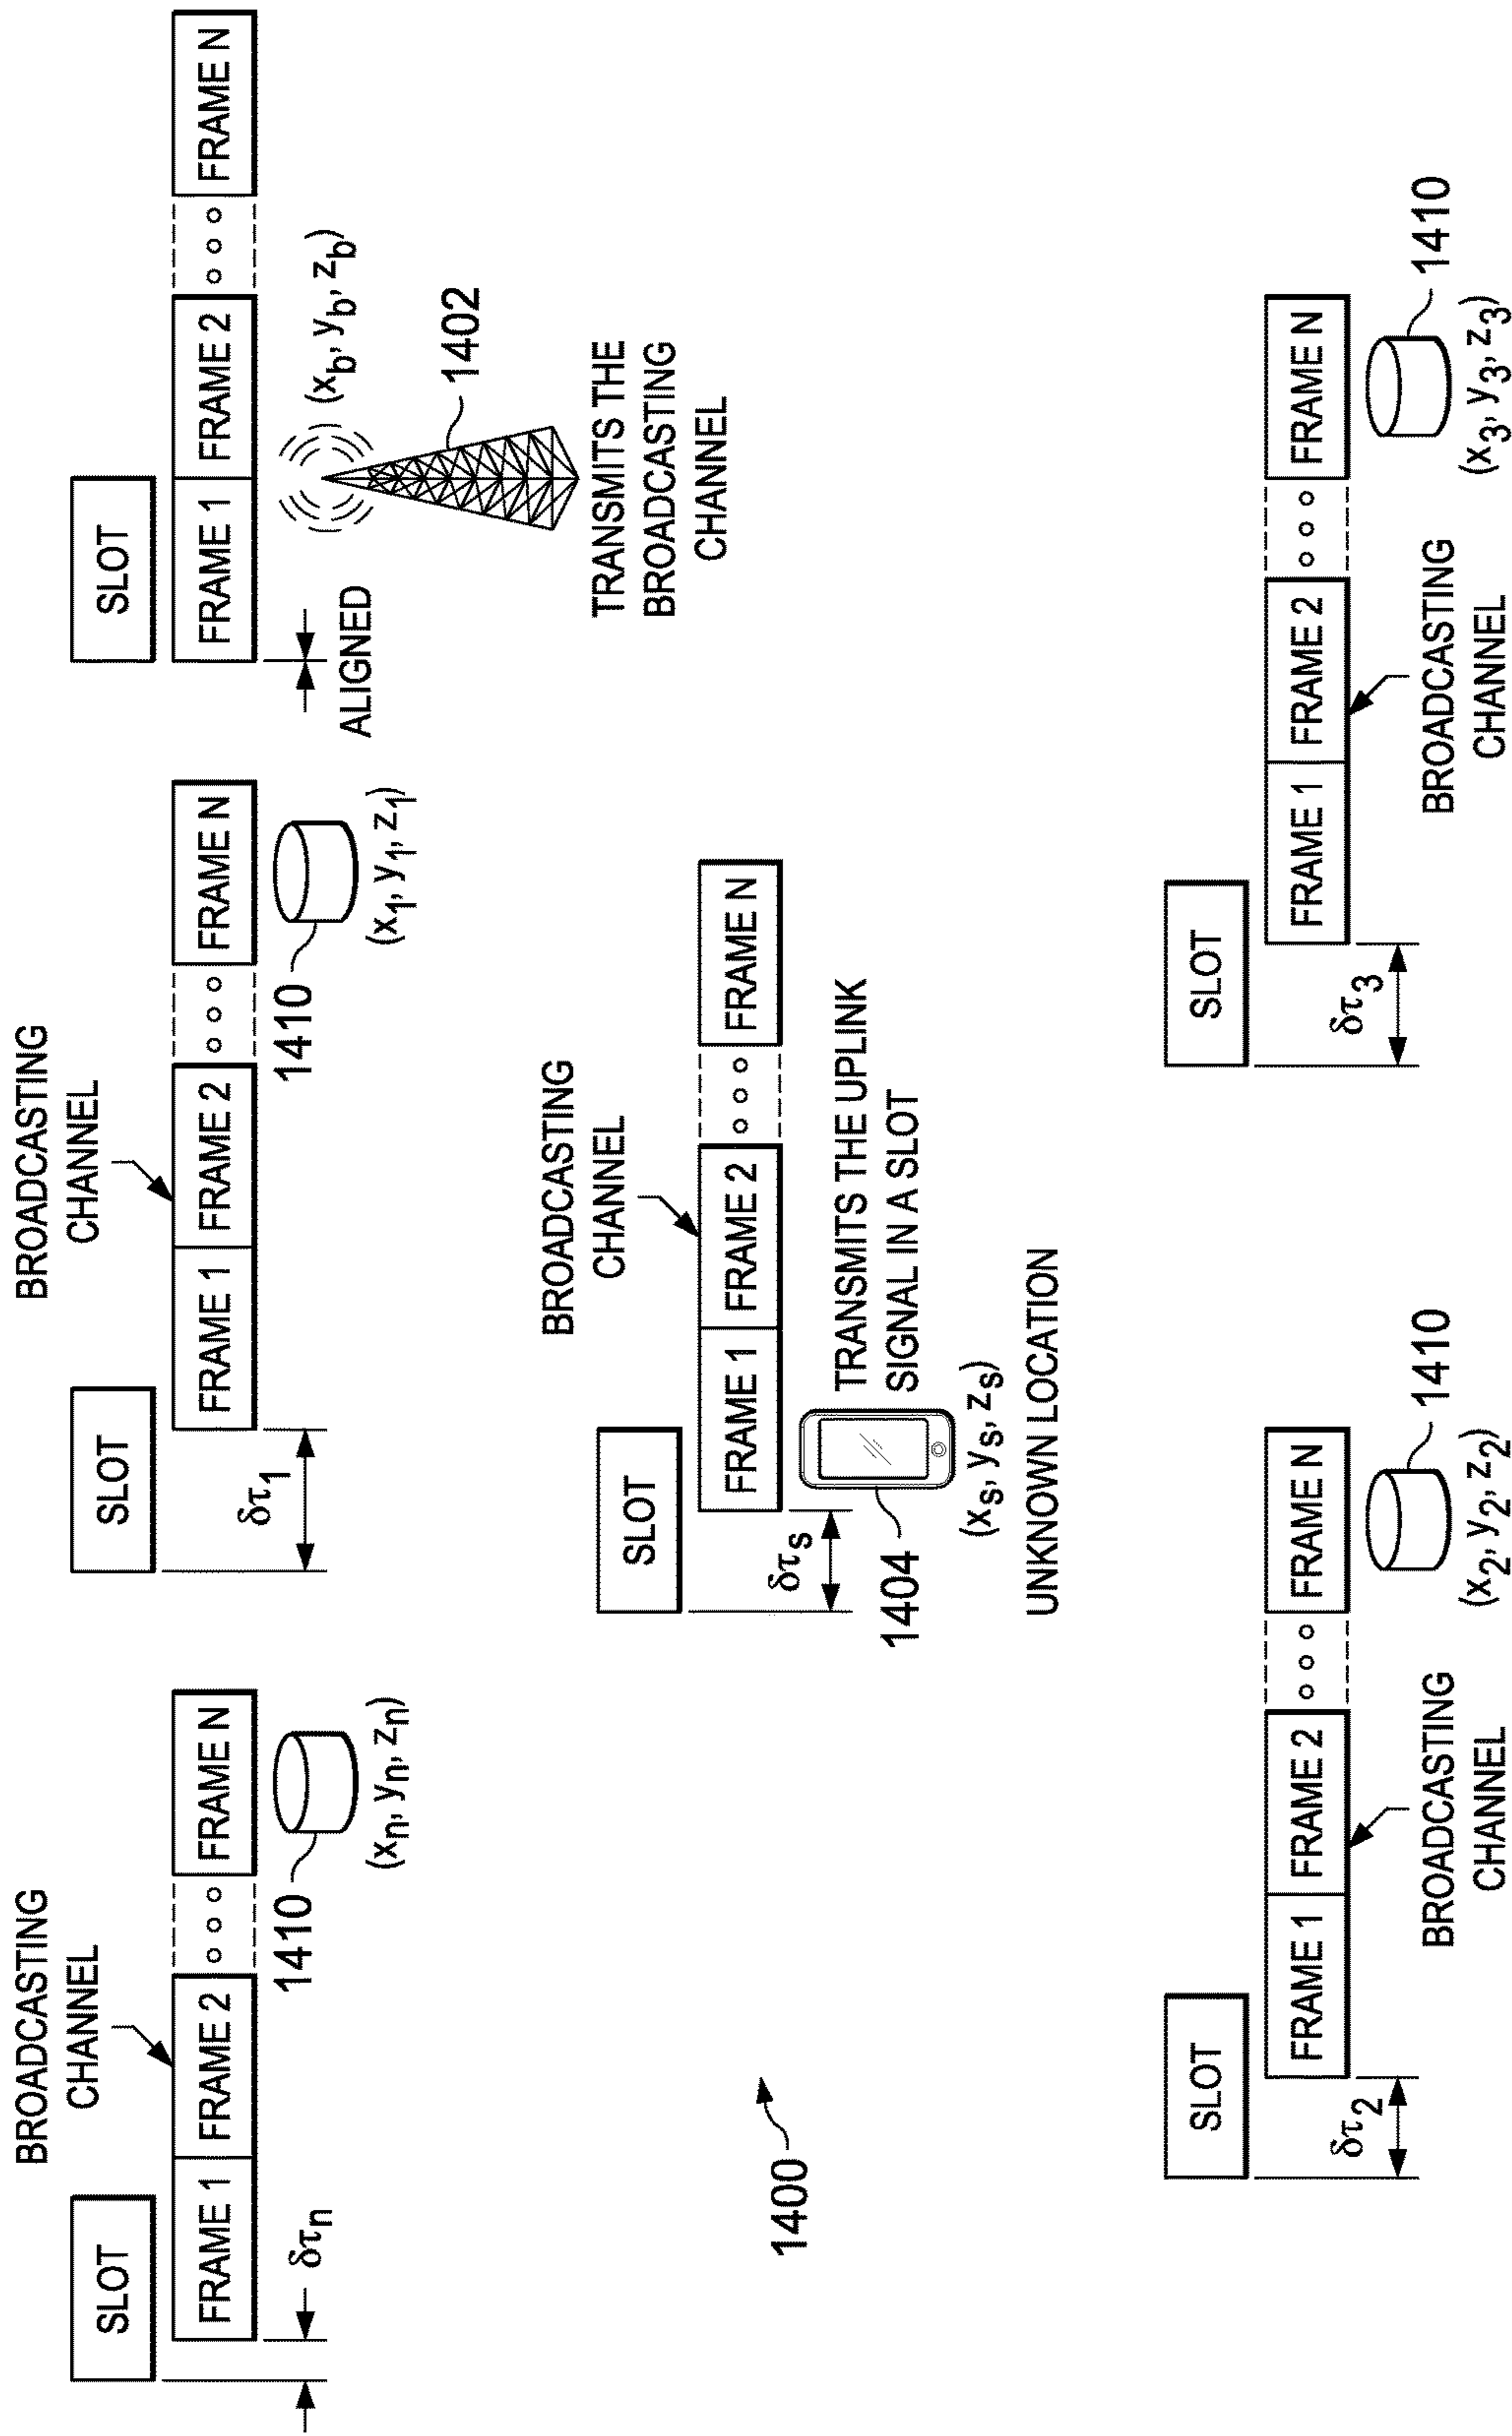 BROADCASTING
CHANNEL
SLOT
FRAME 1
FRAME 2
FRAME N
δτn
1410
(xn, yn, zn)
BROADCASTING
CHANNEL
SLOT
FRAME 1
FRAME 2
FRAME N
δτ1
1410
(x1, y1, z1)
SLOT
FRAME 1
FRAME 2
FRAME N
ALIGNED
(xb, yb, zb)
1402
TRANSMITS THE
BROADCASTING
CHANNEL
1400
BROADCASTING
CHANNEL
SLOT
FRAME 1
FRAME 2
FRAME N
δτs
1404
TRANSMITS THE UPLINK
SIGNAL IN A SLOT
(xs, ys, zs)
UNKNOWN LOCATION
SLOT
FRAME 1
FRAME 2
FRAME N
δτ2
BROADCASTING
CHANNEL
1410
(x2, y2, z2)
SLOT
FRAME 1
FRAME 2
FRAME N
δτ3
BROADCASTING
CHANNEL
1410
(x3, y3, z3)